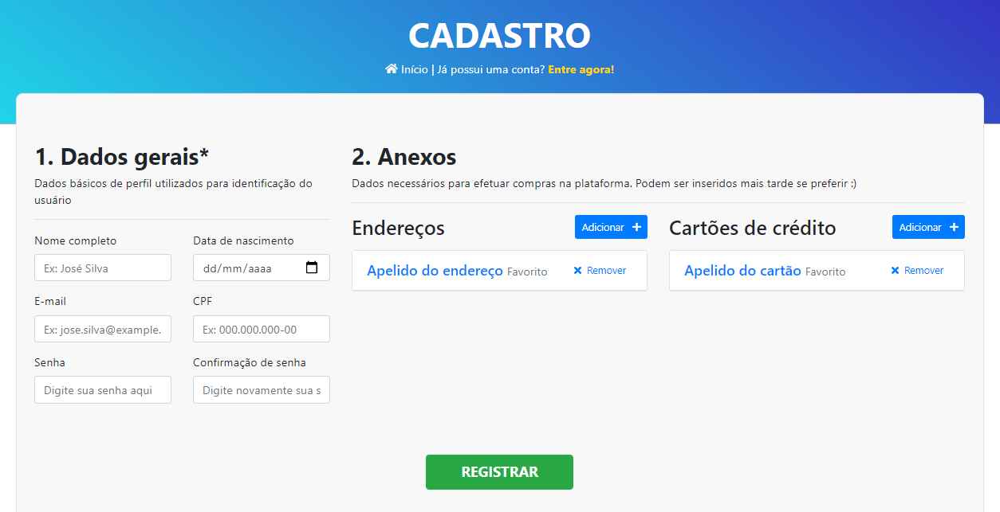 CADASTRO
Início | Já possui uma conta? Entre agora!
1. Dados gerais*
Dados básicos de perfil utilizados para identificação do
usuário
Nome completo
Ex: José Silva
Data de nascimento
dd/mm/aaaa
E-mail
Ex: jose.silva@example.
CPF
Ex: 000.000.000-00
Senha
Digite sua senha aqui
Confirmação de senha
Digite novamente sua s
2. Anexos
Dados necessários para efetuar compras na plataforma. Podem ser inseridos mais tarde se preferir :)
Endereços
Adicionar +
Apelido do endereço Favorito
× Remover
Cartões de crédito
Adicionar +
Apelido do cartão Favorito
× Remover
REGISTRAR